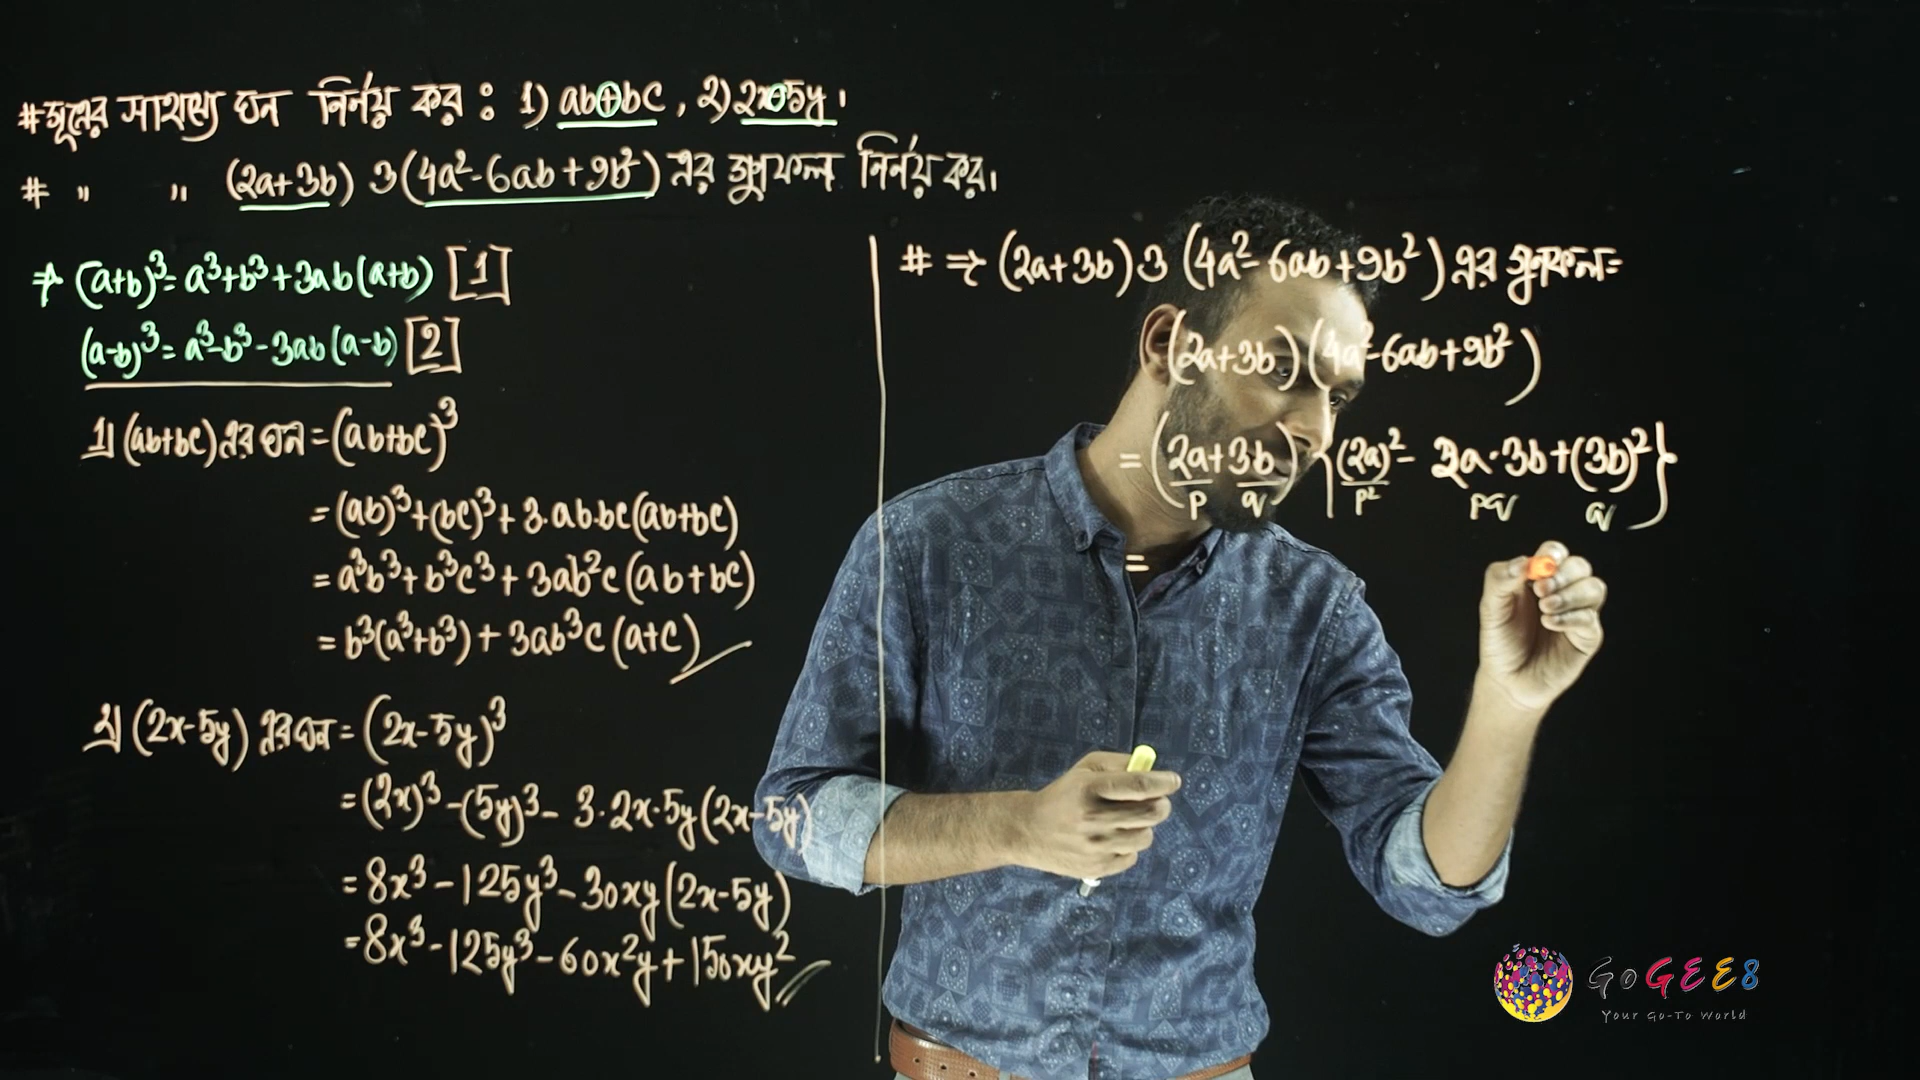 # সূত্রের সাহায্যে ঘন নির্ণয় কর : 1) ab+bc , ২) 2x-5y ।
# " " (2a+3b) ও (4a²-6ab+9b²) এর গুণফল নির্ণয় কর।
⇒ (a+b)³= a³+b³+3ab(a+b) [1]
(a-b)³= a³-b³-3ab(a-b) [2]
1) (ab+bc) এর ঘন = (ab+bc)³
= (ab)³+(bc)³+ 3.ab.bc(ab+bc)
= a³b³+b³c³+ 3ab²c(ab+bc)
= b³(a³+b³) + 3ab³c(a+c)
২) (2x-5y) এর ঘন = (2x-5y)³
= (2x)³ -(5y)³- 3.2x.5y(2x-5y)
= 8x³-125y³-30xy(2x-5y)
= 8x³-125y³-60x²y+150xy²
# ⇒ (2a+3b) ও (4a²-6ab+9b²) এর গুণফল=
(2a+3b) (4a²-6ab+9b²)
= (2a+3b) {(2a)²- 2a.3b+(3b)²}
p q p² pq q
=
GoGEE8
Your Go-To World